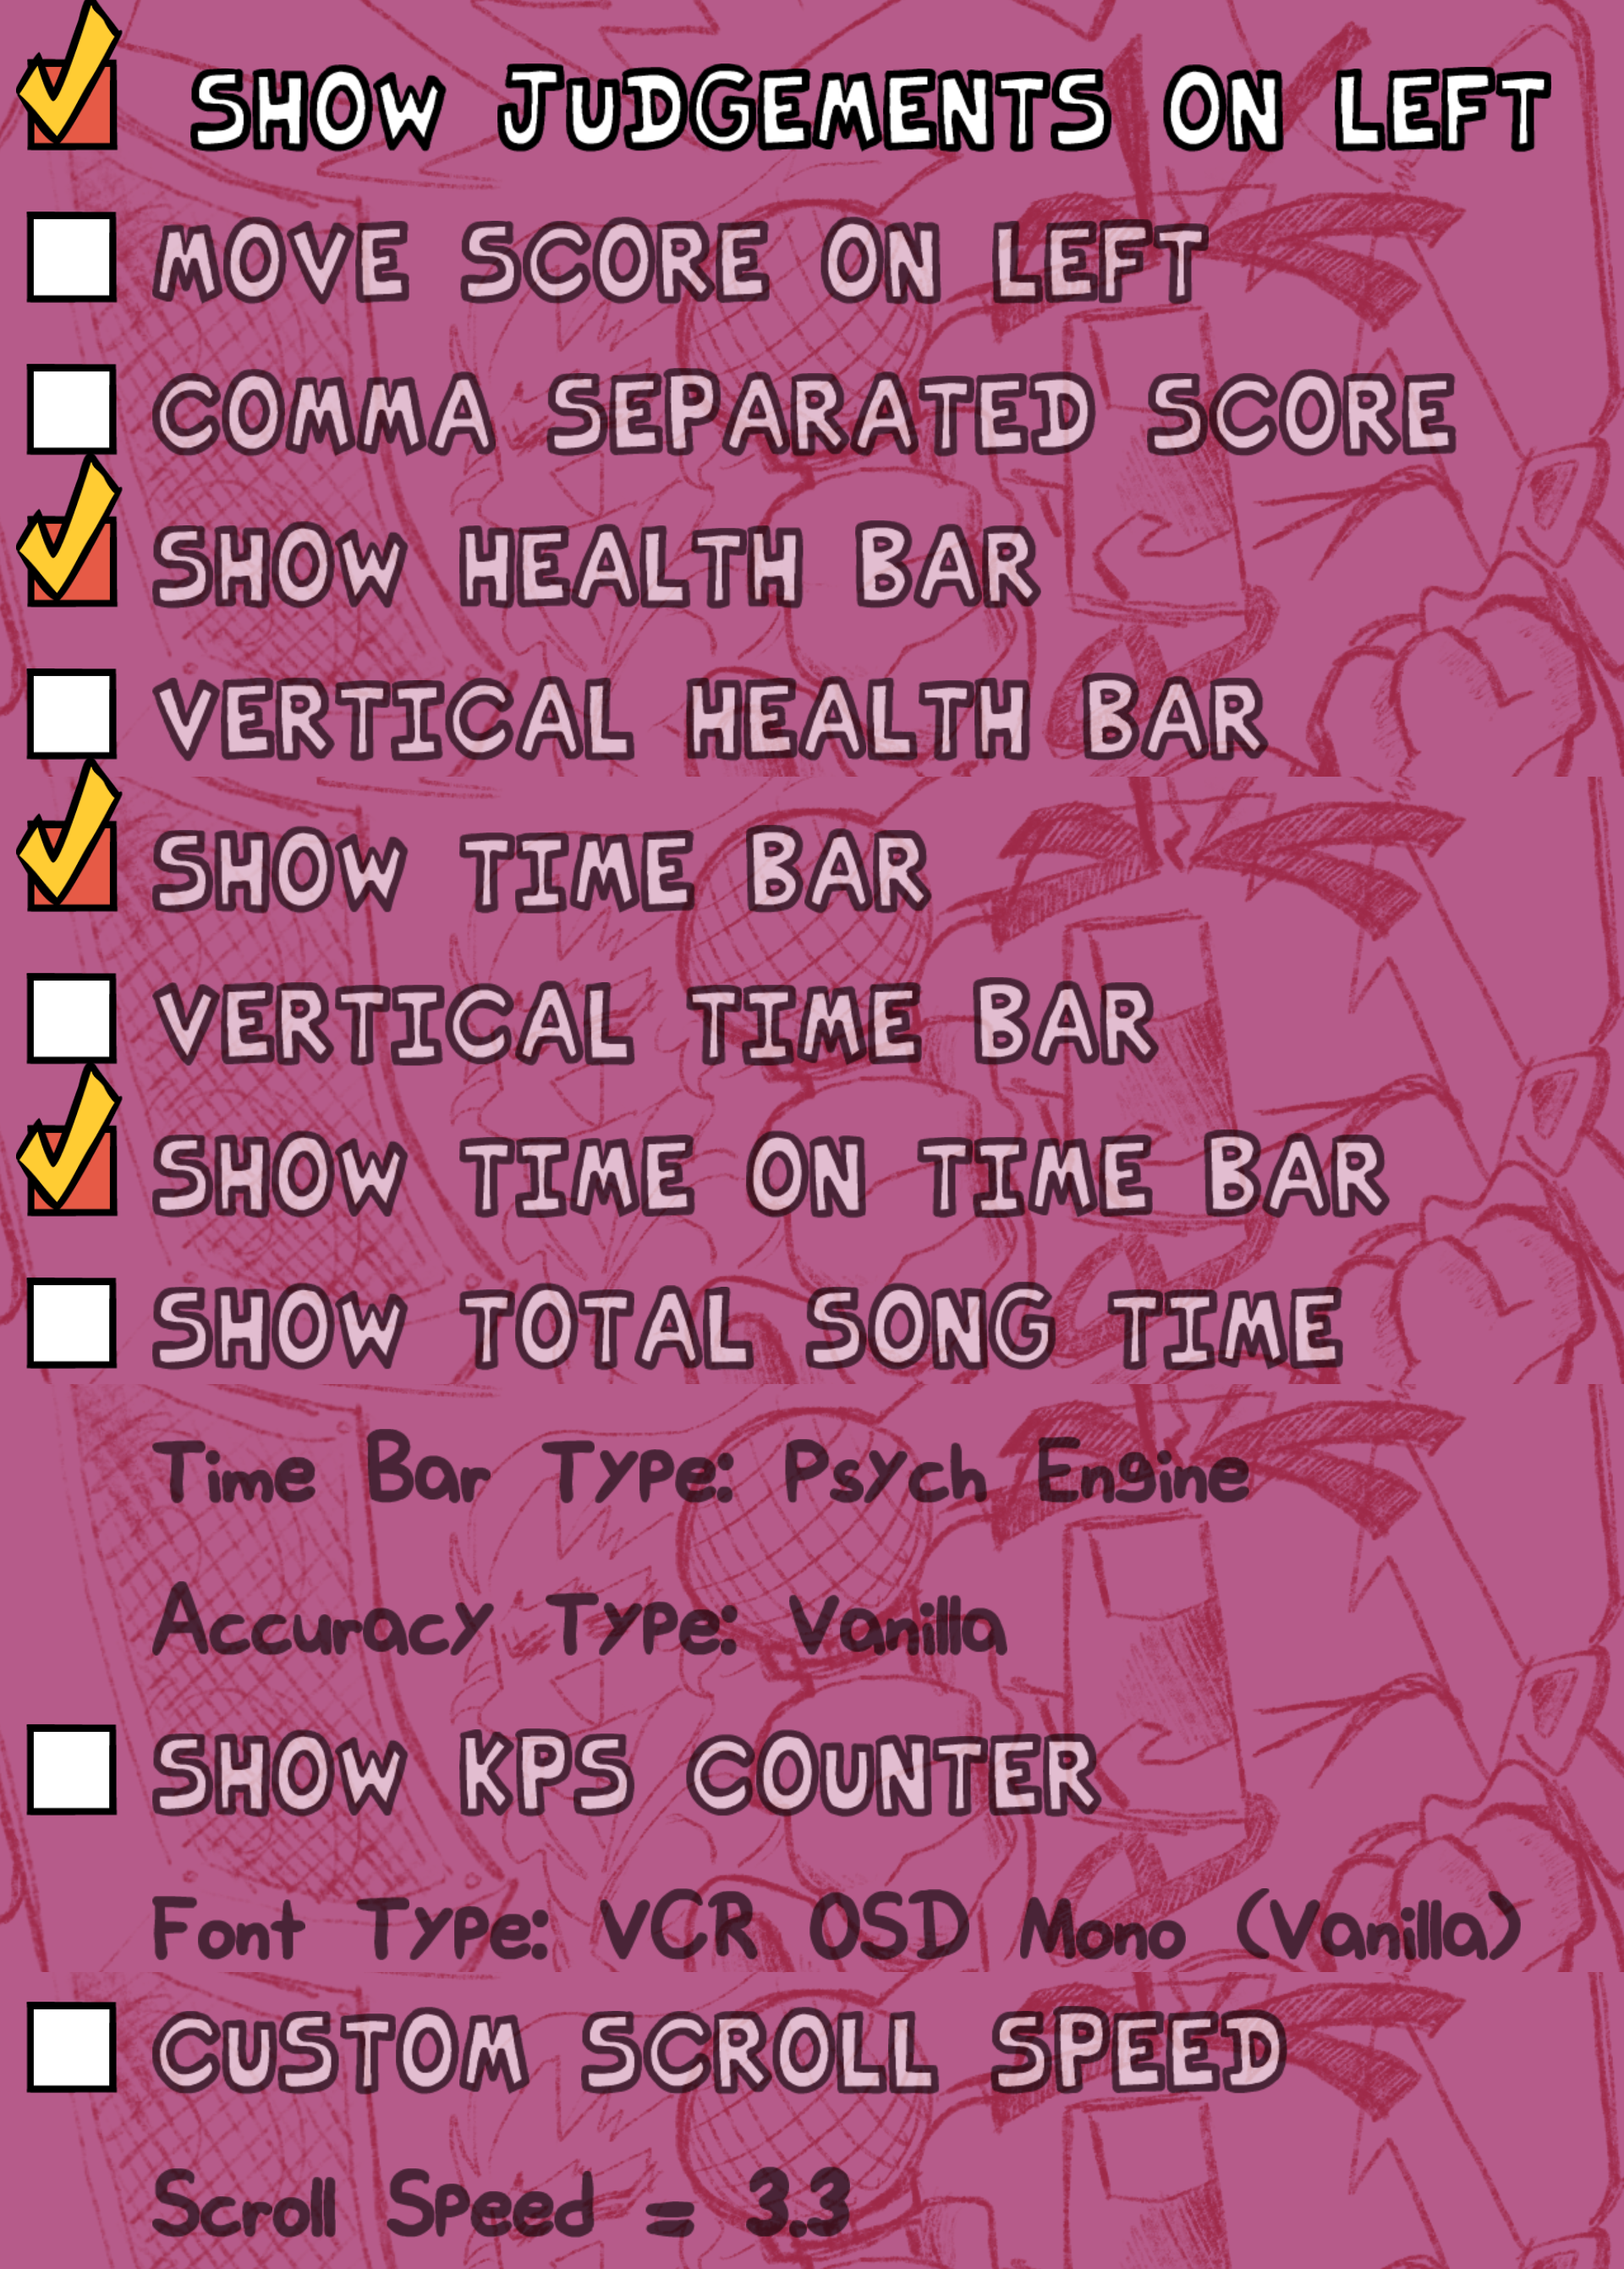 SHOW JUDGEMENTS ON LEFT
MOVE SCORE ON LEFT
COMMA SEPARATED SCORE
SHOW HEALTH BAR
VERTICAL HEALTH BAR
SHOW TIME BAR
VERTICAL TIME BAR
SHOW TIME ON TIME BAR
SHOW TOTAL SONG TIME
Time Bar Type: Psych Engine
Accuracy Type: Vanilla
SHOW KPS COUNTER
Font Type: VCR OSD Mono (Vanilla)
CUSTOM SCROLL SPEED
Scroll Speed = 3.3